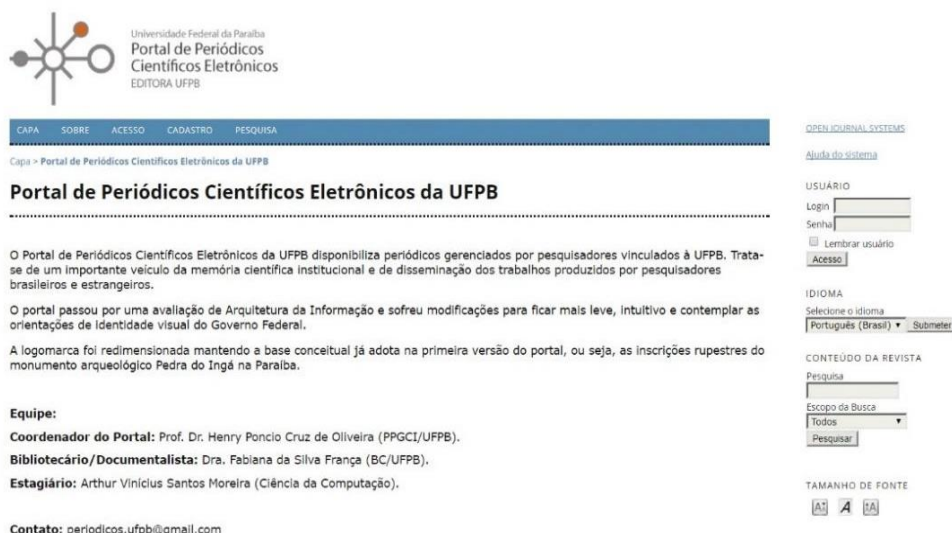 Universidade Federal da Paraíba
Portal de Periódicos
Científicos Eletrônicos
EDITORA UFPB
CAPA SOBRE ACESSO CADASTRO PESQUISA
Capa > Portal de Periódicos Científicos Eletrônicos da UFPB
Portal de Periódicos Científicos Eletrônicos da UFPB
O Portal de Periódicos Científicos Eletrônicos da UFPB disponibiliza periódicos gerenciados por pesquisadores vinculados à UFPB. Trata-
se de um importante veículo da memória científica institucional e de disseminação dos trabalhos produzidos por pesquisadores
brasileiros e estrangeiros.
O portal passou por uma avaliação de Arquitetura da Informação e sofreu modificações para ficar mais leve, intuitivo e contemplar as
orientações de identidade visual do Governo Federal.
A logomarca foi redimensionada mantendo a base conceitual já adota na primeira versão do portal, ou seja, as inscrições rupestres do
monumento arqueológico Pedra do Ingá na Paraíba.
Equipe:
Coordenador do Portal: Prof. Dr. Henry Poncio Cruz de Oliveira (PPGCI/UFPB).
Bibliotecário/Documentalista: Dra. Fabiana da Silva França (BC/UFPB).
Estagiário: Arthur Vinícius Santos Moreira (Ciência da Computação).
Contato: periodicos.ufpb@gmail.com
OPEN JOURNAL SYSTEMS
Ajuda do sistema
USUÁRIO
Login
Senha
Lembrar usuário
Acesso
IDIOMA
Selecione o idioma
Português (Brasil) Submeter
CONTEÚDO DA REVISTA
Pesquisa
Escopo da Busca
Todos
Pesquisar
TAMANHO DE FONTE
A A A